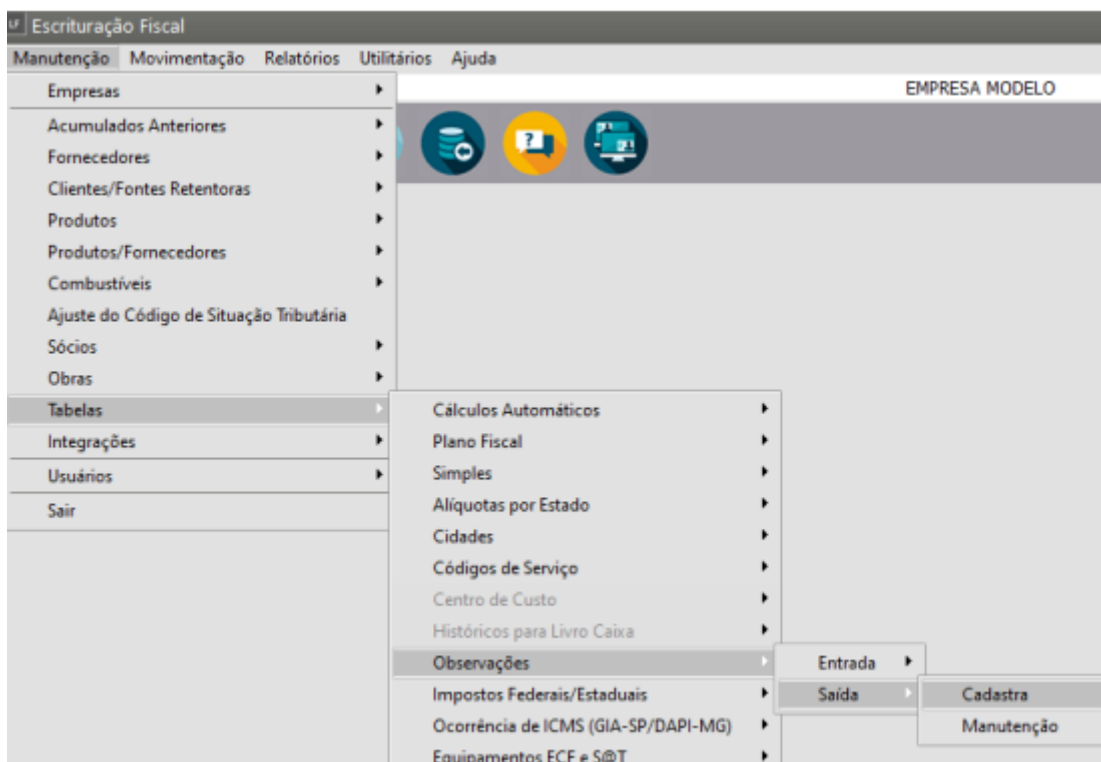 LF Escrituração Fiscal
Manutenção Movimentação Relatórios Utilitários Ajuda
EMPRESA MODELO
Empresas
Acumulados Anteriores
Fornecedores
Clientes/Fontes Retentoras
Produtos
Produtos/Fornecedores
Combustíveis
Ajuste do Código de Situação Tributária
Sócios
Obras
Tabelas
Integrações
Usuários
Sair
Cálculos Automáticos
Plano Fiscal
Simples
Alíquotas por Estado
Cidades
Códigos de Serviço
Centro de Custo
Históricos para Livro Caixa
Observações
Impostos Federais/Estaduais
Ocorrência de ICMS (GIA-SP/DAPI-MG)
Equipamentos ECF e S@T
Entrada
Saída
Cadastra
Manutenção